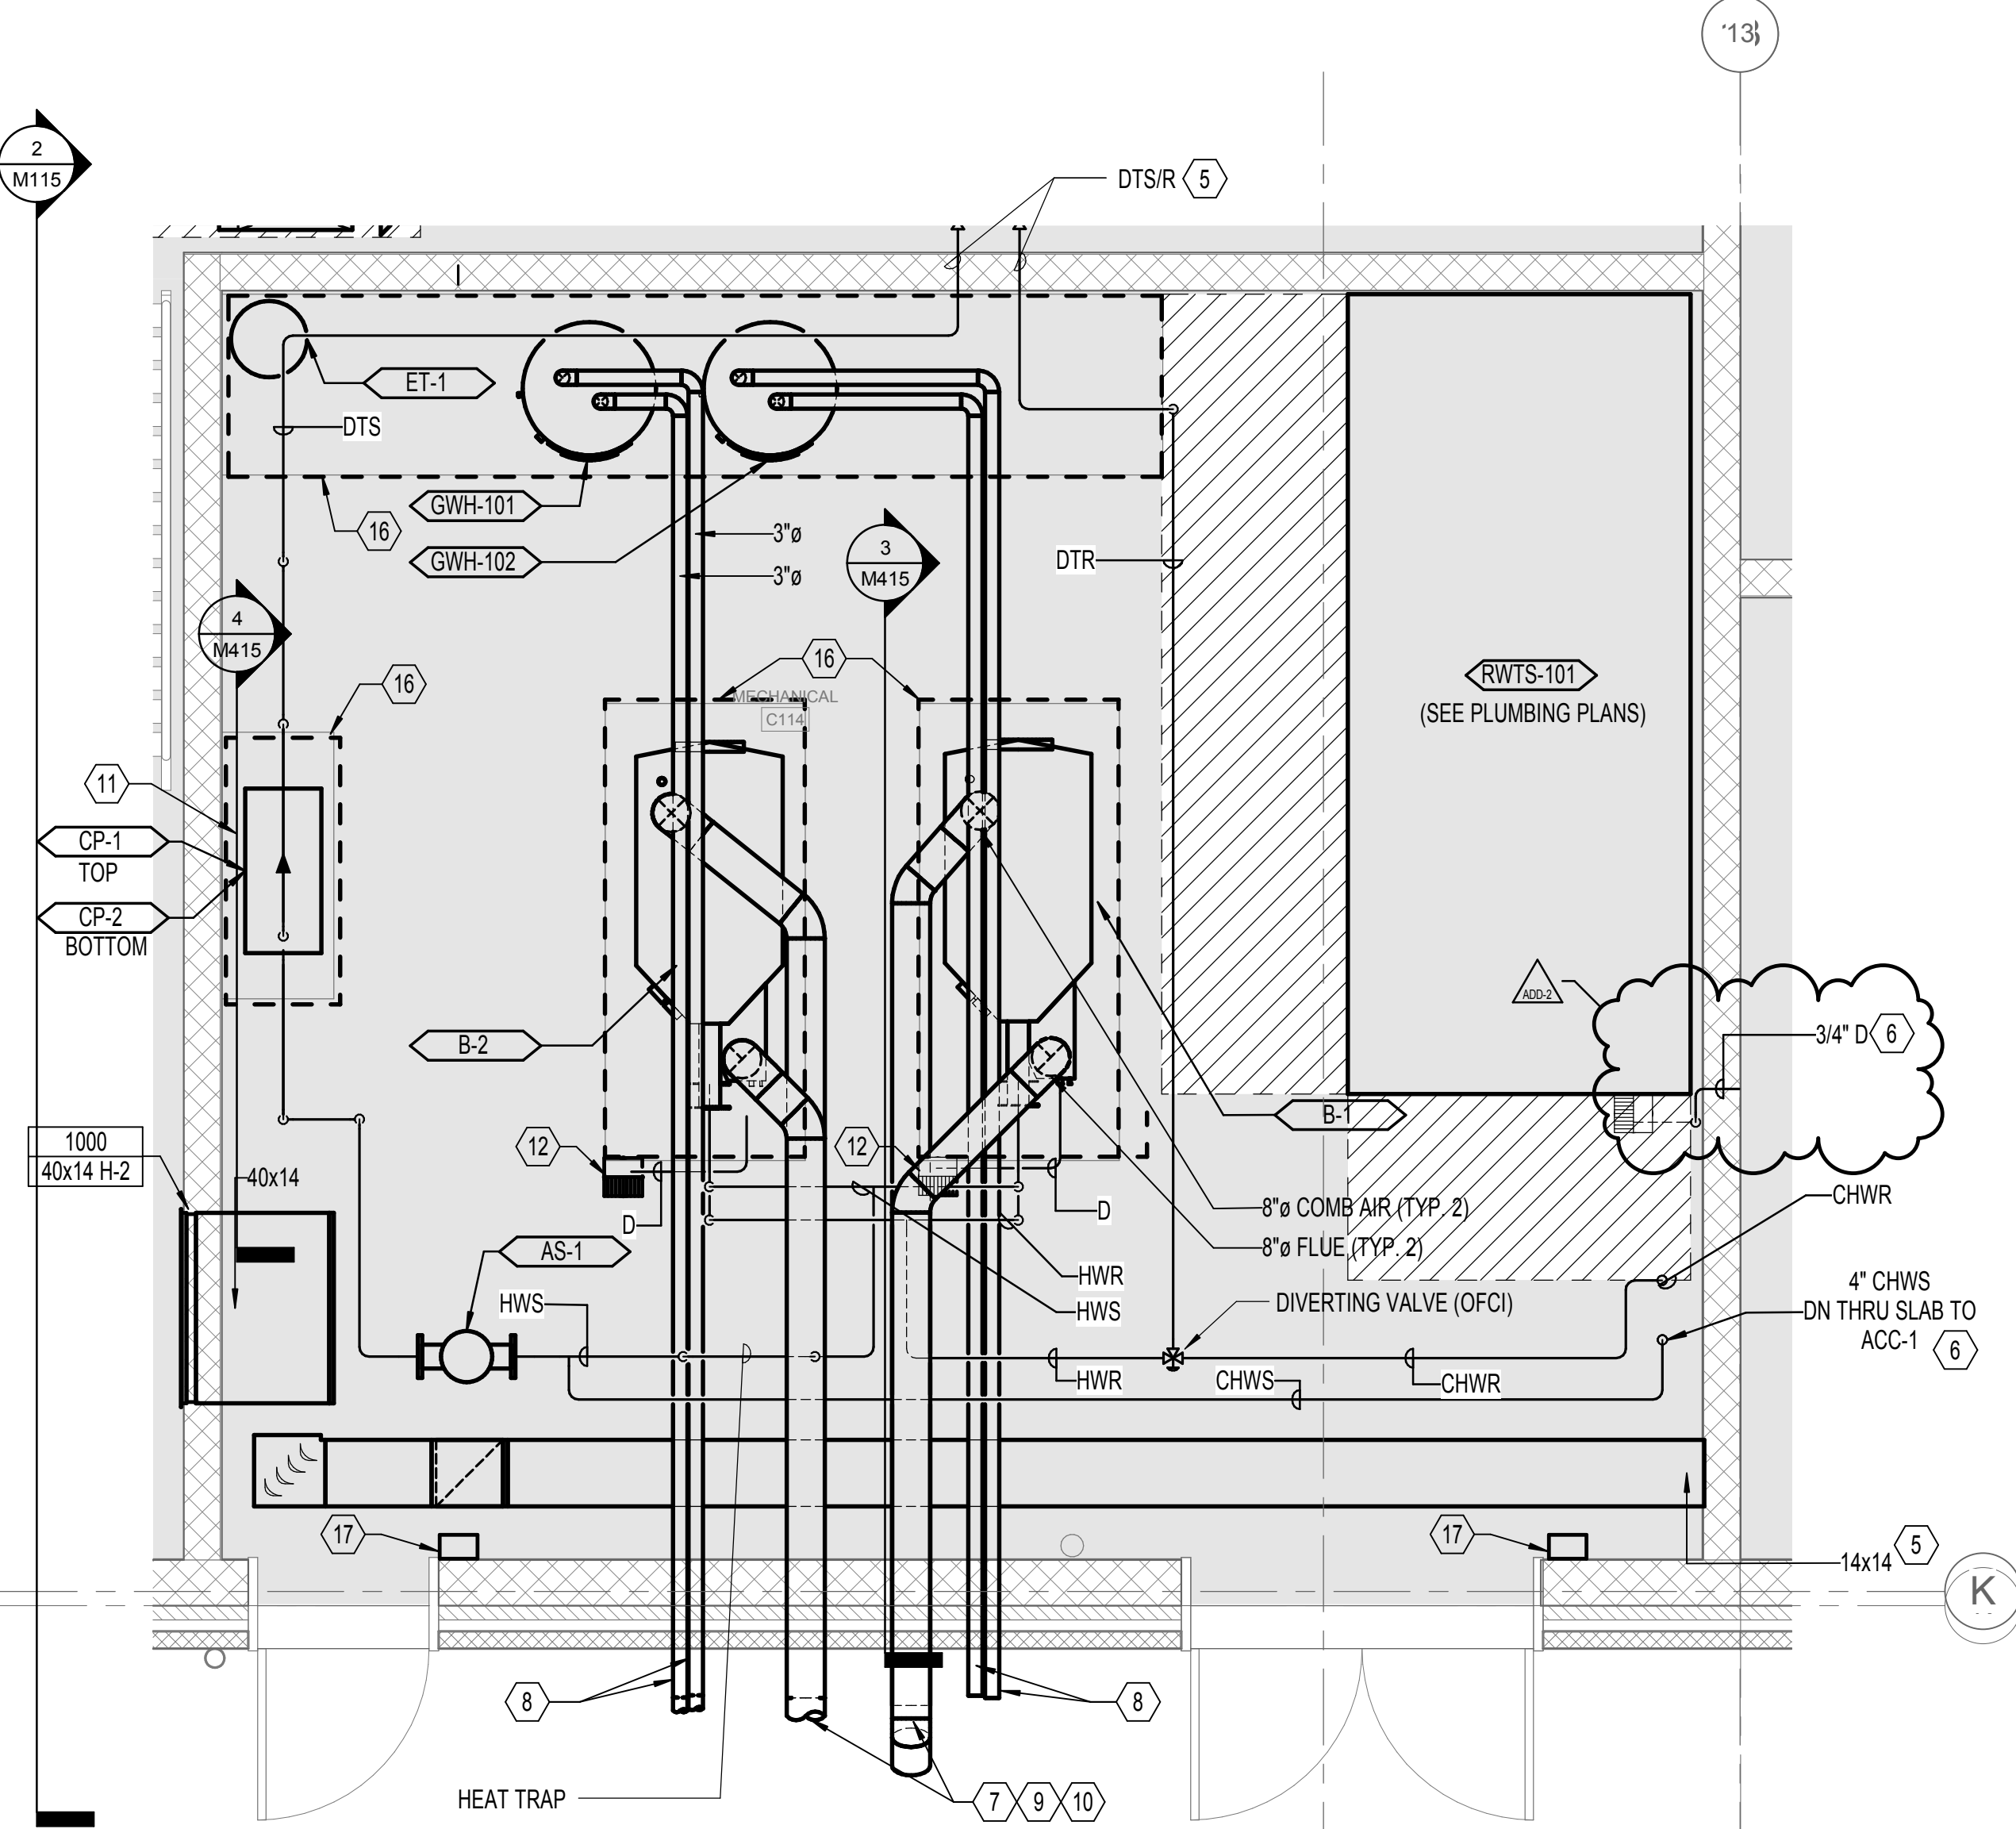 13
2
M115
DTS/R 5
ET-1
DTS
GWH-101
16
3"ø
GWH-102
3"ø
3
M415
DTR
4
M415
16
16
MECHANICAL
C114
RWTS-101
(SEE PLUMBING PLANS)
11
CP-1
TOP
CP-2
BOTTOM
ADD-2
3/4" D 6
B-2
B-1
12
12
1000
40x14 H-2
40x14
D
D
8"ø COMB AIR (TYP. 2)
8"ø FLUE (TYP. 2)
CHWR
AS-1
HWS
HWR
HWS
DIVERTING VALVE (OFCI)
4" CHWS
DN THRU SLAB TO
ACC-1 6
HWR
CHWS
CHWR
17
17
14x14 5
K
8
8
HEAT TRAP
7 9 10